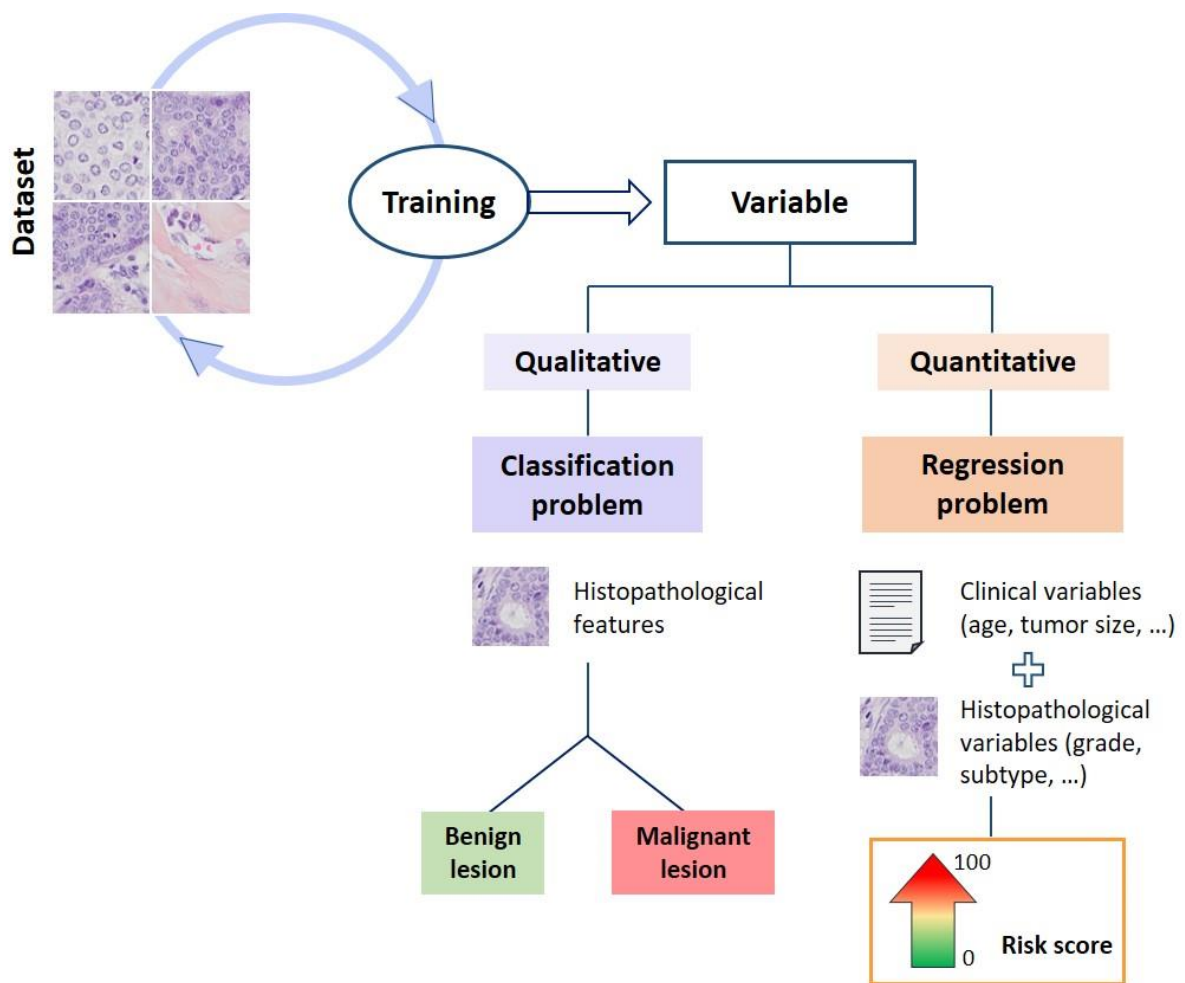 Dataset
Training
Variable
Qualitative
Quantitative
Classification
problem
Regression
problem
Histopathological
features
Clinical variables
(age, tumor size, ...)
Histopathological
variables (grade,
subtype, ...)
Benign
lesion
Malignant
lesion
100
0
Risk score